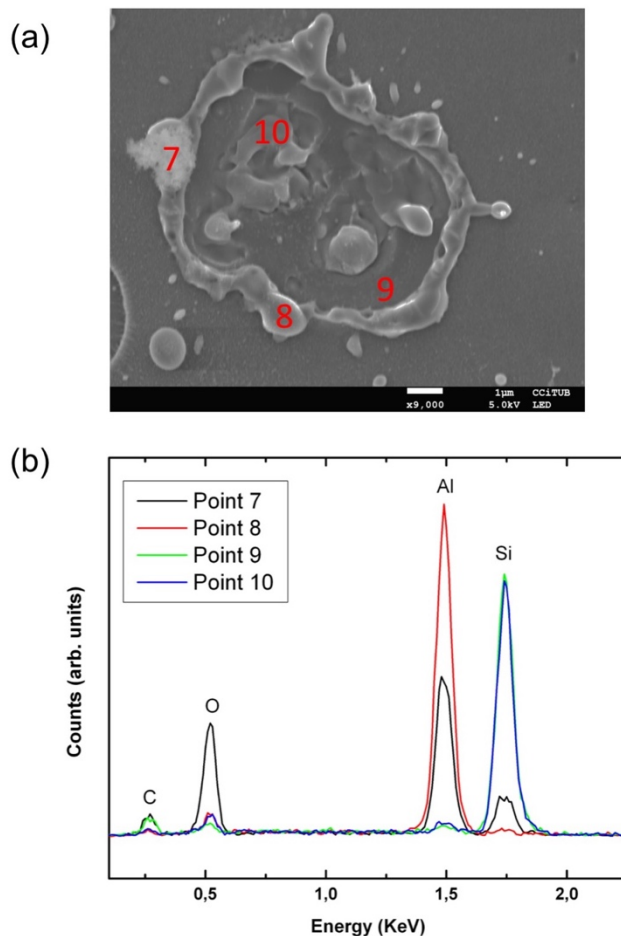 (a)
10
7
9
8
1µm CCiTUB
x9,000 5.0kV LED
(b)
Point 7
Point 8
Point 9
Point 10
Al
Si
O
C
Counts (arb. units)
0,5 1,0 1,5 2,0
Energy (KeV)